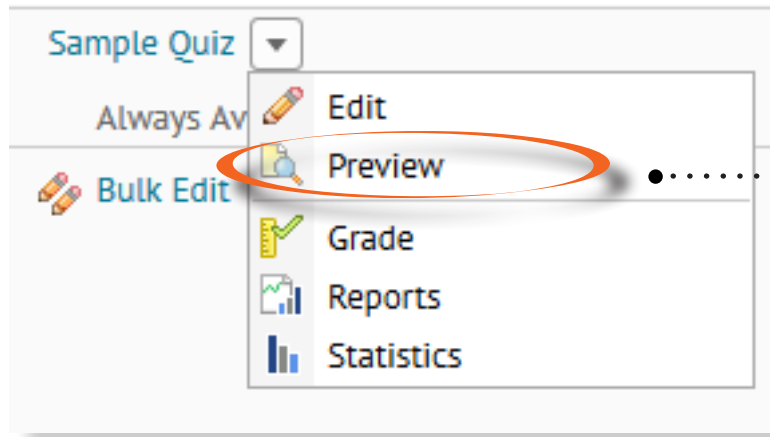 Sample Quiz
Edit
Always Av
Preview
Bulk Edit
Grade
Reports
Statistics